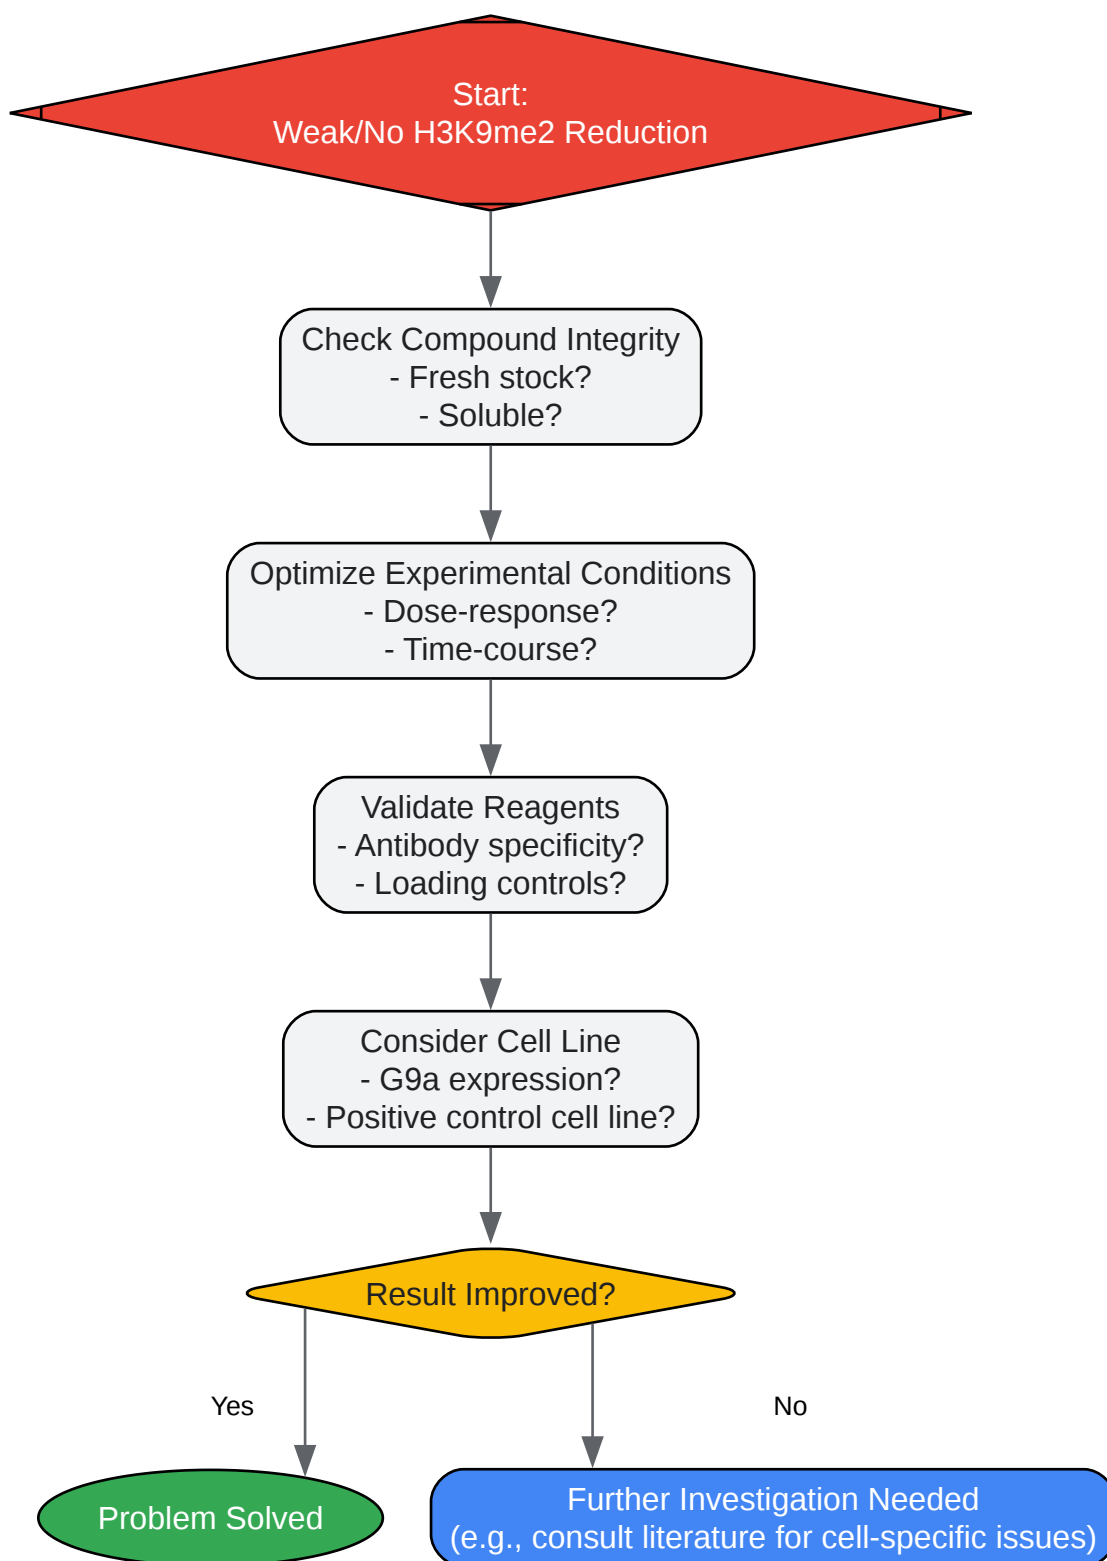 Start:
Weak/No H3K9me2 Reduction
Check Compound Integrity
- Fresh stock?
- Soluble?
Optimize Experimental Conditions
- Dose-response?
- Time-course?
Validate Reagents
- Antibody specificity?
- Loading controls?
Consider Cell Line
- G9a expression?
- Positive control cell line?
Result Improved?
Yes
No
Problem Solved
Further Investigation Needed
(e.g., consult literature for cell-specific issues)